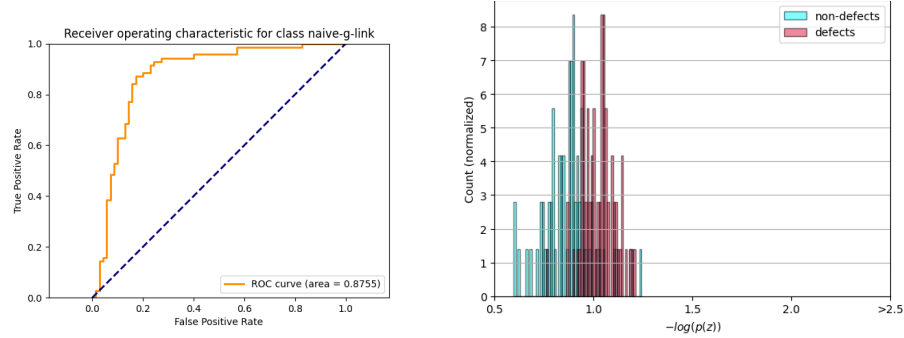 Receiver operating characteristic for class naive-g-link
1.0
0.8
0.6
0.4
0.2
0.0
True Positive Rate
0.0 0.2 0.4 0.6 0.8 1.0
False Positive Rate
ROC curve (area = 0.8755)
8
7
6
5
4
3
2
1
0
Count (normalized)
non-defects
defects
0.5 1.0 1.5 2.0 >2.5
−log(p(z))